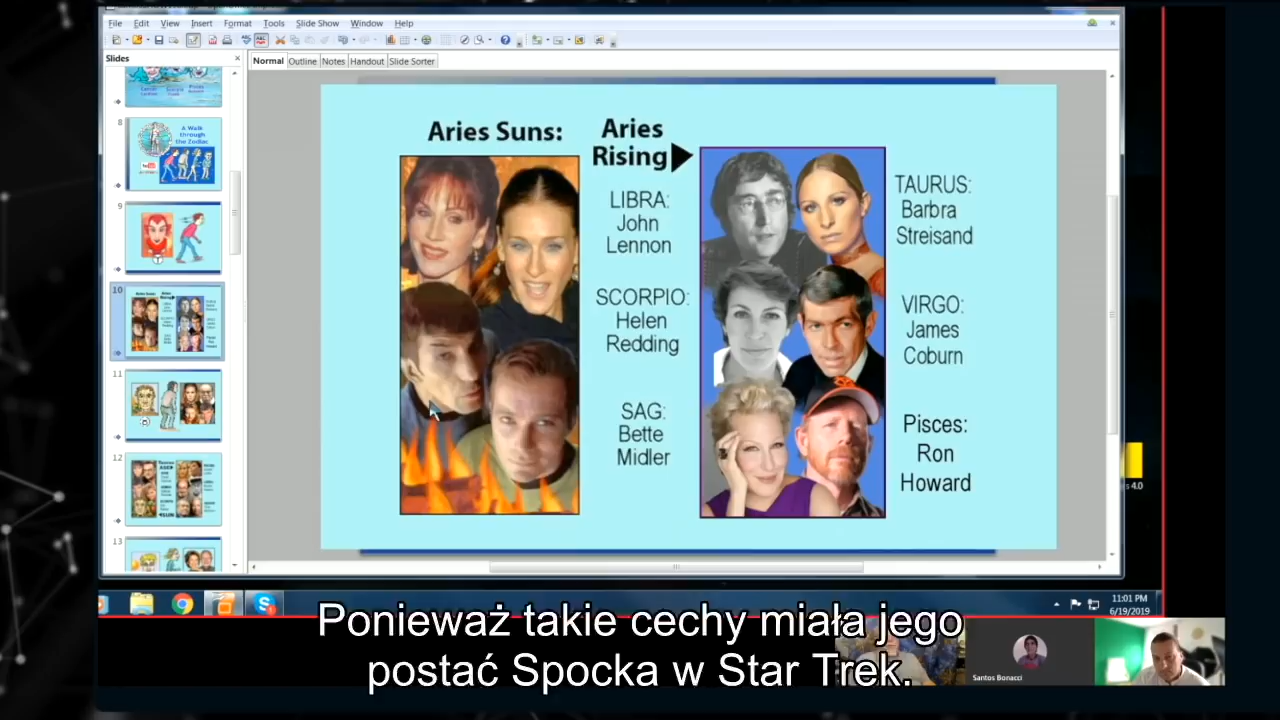 File Edit View Insert Format Tools Slide Show Window Help
Slides
Normal Outline Notes Handout Slide Sorter
8
A Walk
through
the Zodiac
9
10
11
12
13
Aries Suns:
Aries
Rising
LIBRA:
John
Lennon
SCORPIO:
Helen
Redding
SAG:
Bette
Midler
TAURUS:
Barbra
Streisand
VIRGO:
James
Coburn
Pisces:
Ron
Howard
11:01 PM
6/19/2019
Santos Bonacci
Ponieważ takie cechy miała jego
postać Spocka w Star Trek.